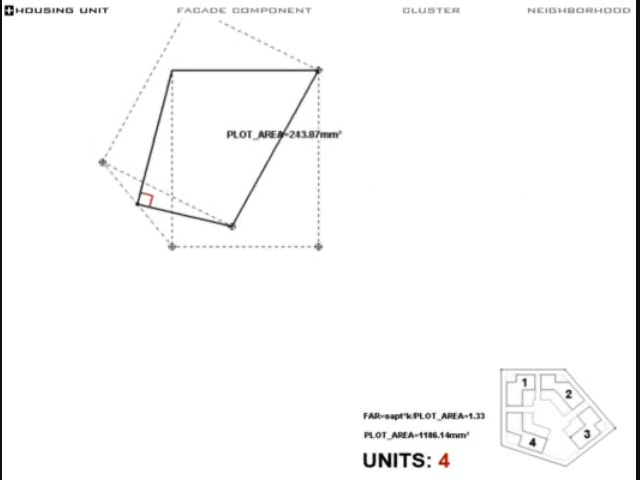 HOUSING UNIT FACADE COMPONENT CLUSTER NEIGHBORHOOD
PLOT_AREA=243.87mm²
1
2
3
4
FAR=sapt*k/PLOT_AREA=1.33
PLOT_AREA=1186.14mm²
UNITS: 4